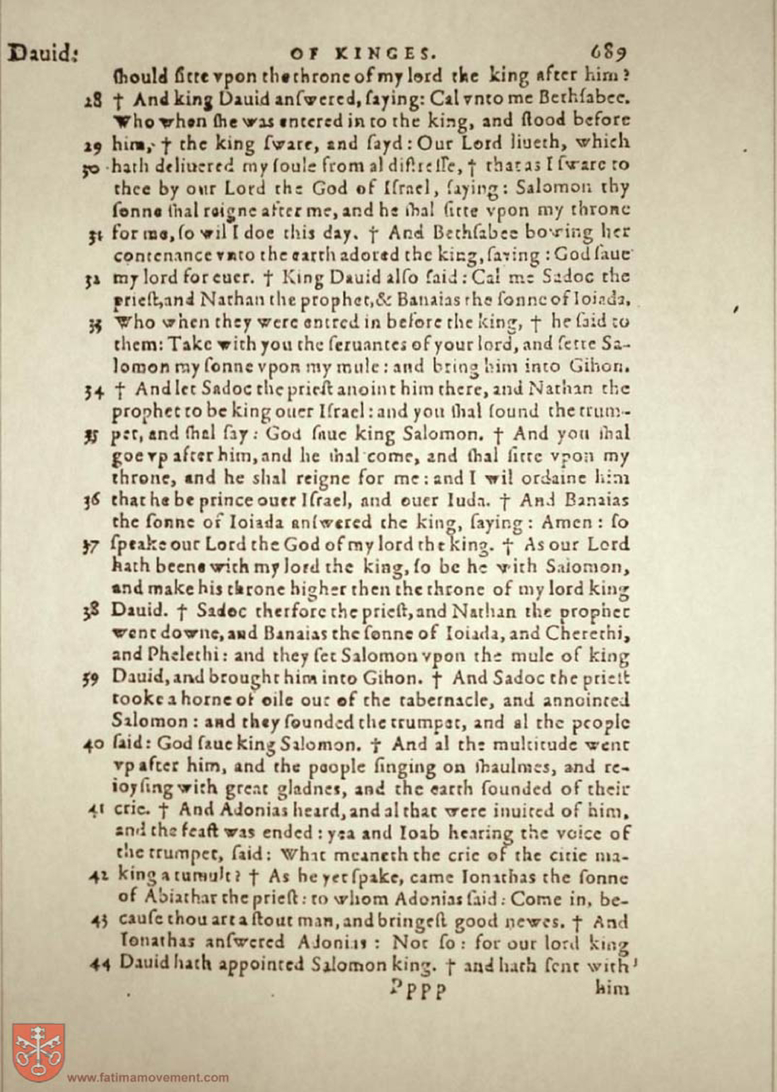 Dauid: OF KINGES. 689
ſhould ſitte vpon the throne of my lord the king after him?
28 † And king Dauid anſwered, ſaying: Cal vnto me Bethſabee.
Who when ſhe was entered in to the king, and ſtood before
29 him, † the king ſware, and ſayd: Our Lord liueth, which
30 hath deliuered my ſoule from al diſtreſſe, † that as I ſware to
thee by our Lord the God of Iſrael, ſaying: Salomon thy
ſonne ſhal reigne after me, and he ſhal ſitte vpon my throne
31 for me, ſo wil I doe this day. † And Bethſabee bowing her
contenance vnto the earth adored the king, ſaying: God ſaue
32 my lord for euer. † King Dauid alſo ſaid: Cal me Sadoc the
prieſt, and Nathan the prophet, & Banaias the ſonne of Ioiada.
33 Who when they were entred in before the king, † he ſaid to
them: Take with you the ſeruantes of your lord, and ſette Sa-
lomon my ſonne vpon my mule: and bring him into Gihon.
34 † And let Sadoc the prieſt anoint him there, and Nathan the
prophet to be king ouer Iſrael: and you ſhal ſound the trum-
35 pet, and ſhal ſay: God ſaue king Salomon. † And you ſhal
goe vp after him, and he ſhal come, and ſhal ſitte vpon my
throne, and he shal reigne for me: and I wil ordaine him
36 that he be prince ouer Iſrael, and ouer Iuda. † And Banaias
the ſonne of Ioiada anſwered the king, ſaying: Amen: ſo
37 ſpeake our Lord the God of my lord the king. † As our Lord
hath beene with my lord the king, ſo be he with Salomon,
and make his throne higher then the throne of my lord king
38 Dauid. † Sadoc therfore the prieſt, and Nathan the prophet
went downe, and Banaias the ſonne of Ioiada, and Cherethi,
and Phelethi: and they ſet Salomon vpon the mule of king
39 Dauid, and brought him into Gihon. † And Sadoc the prieſt
tooke a horne of oile out of the tabernacle, and annointed
Salomon: and they ſounded the trumpet, and al the people
40 ſaid: God ſaue king Salomon. † And al the multitude went
vp after him, and the people ſinging on ſhaulmes, and re-
ioyſing with great gladnes, and the earth ſounded of their
41 crie. † And Adonias heard, and al that were inuited of him,
and the feaſt was ended: yea and Ioab hearing the voice of
the trumpet, ſaid: What meaneth the crie of the citie ma-
42 king a tumult? † As he yet ſpake, came Ionathas the ſonne
of Abiathar the prieſt: to whom Adonias ſaid: Come in, be-
43 cauſe thou art a ſtout man, and bringeſt good newes. † And
Ionathas anſwered Adonias: Not ſo: for our lord king
44 Dauid hath appointed Salomon king. † and hath ſent with
Pppp him
www.fatimamovement.com